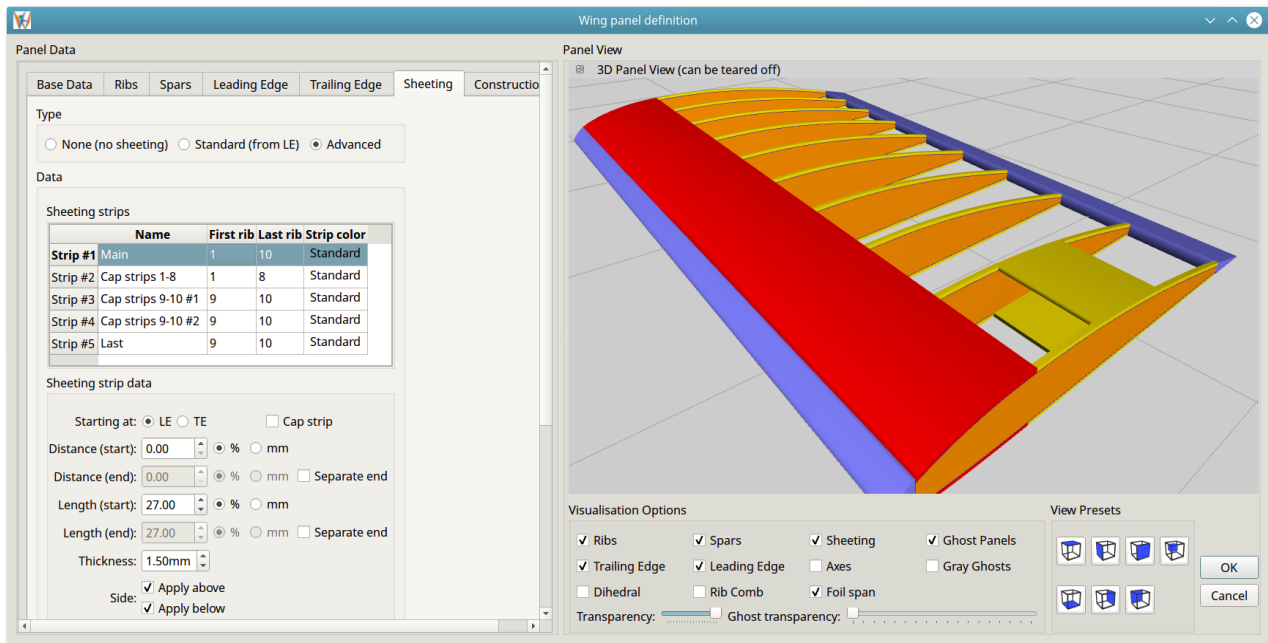 Wing panel definition
Panel Data
Base Data Ribs Spars Leading Edge Trailing Edge Sheeting Constructio
Type
None (no sheeting) Standard (from LE) Advanced
Data
Sheeting strips
Name First rib Last rib Strip color
Strip #1 Main 1 10 Standard
Strip #2 Cap strips 1-8 1 8 Standard
Strip #3 Cap strips 9-10 #1 9 10 Standard
Strip #4 Cap strips 9-10 #2 9 10 Standard
Strip #5 Last 9 10 Standard
Sheeting strip data
Starting at: LE TE Cap strip
Distance (start): 0.00 % mm
Distance (end): 0.00 % mm Separate end
Length (start): 27.00 % mm
Length (end): 27.00 % mm Separate end
Thickness: 1.50mm
Side: Apply above
Apply below
Panel View
3D Panel View (can be teared off)
Visualisation Options
Ribs Spars Sheeting Ghost Panels
Trailing Edge Leading Edge Axes Gray Ghosts
Dihedral Rib Comb Foil span
Transparency: Ghost transparency:
View Presets
OK
Cancel